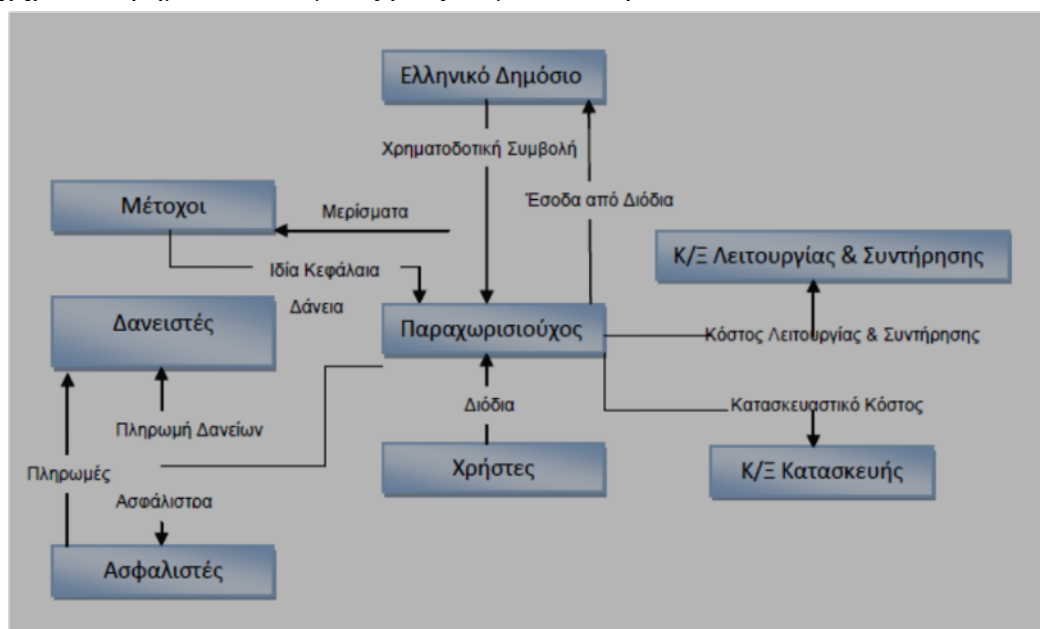 Ελληνικό Δημόσιο
Χρηματοδοτική Συμβολή
Έσοδα από Διόδια
Μέτοχοι
Μερίσματα
Κ/Ξ Λειτουργίας & Συντήρησης
Ιδία Κεφάλαια
Δάνεια
Δανειστές
Παραχωρισιούχος
Κόστος Λειτουργίας & Συντήρησης
Διόδια
Κατασκευαστικό Κόστος
Πληρωμή Δανείων
Χρήστες
Κ/Ξ Κατασκευής
Πληρωμές
Ασφάλιστρα
Ασφαλιστές